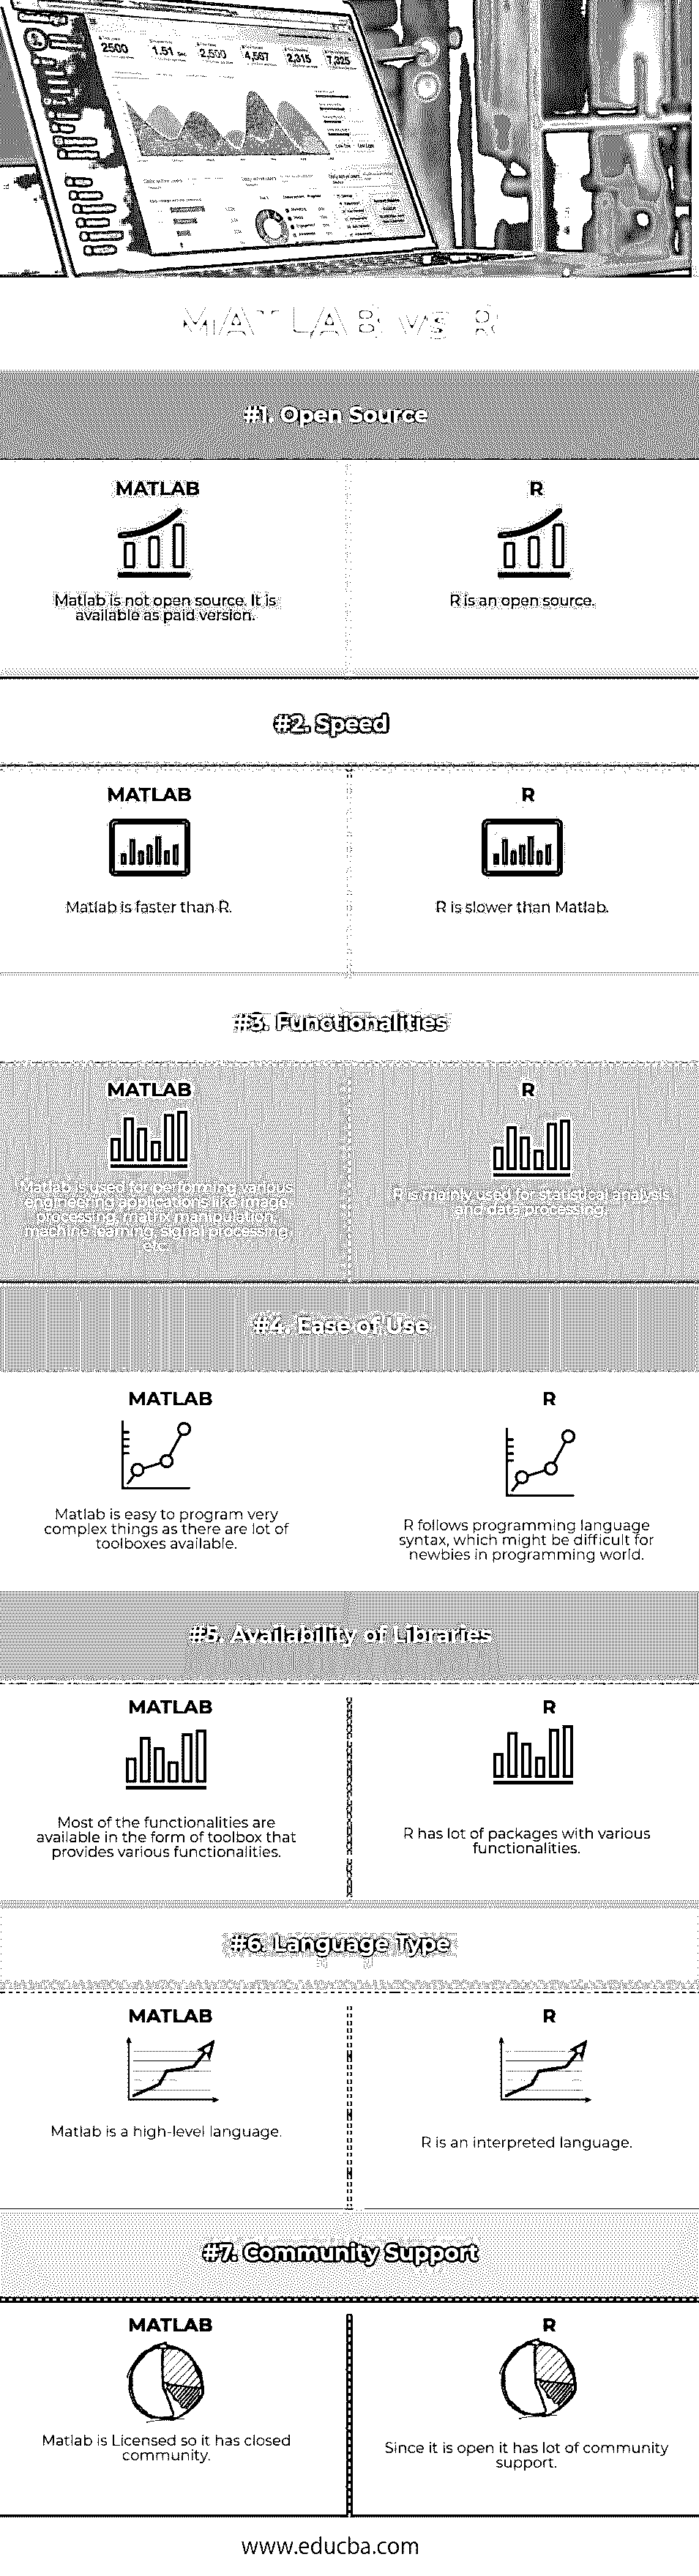 2500
1.51
2,500
4,567
2,315
7,325
MATLAB vs R
#1. Open Source
MATLAB
R
Matlab is not open source. It is
available as paid version.
R is an open source.
#2. Speed
MATLAB
R
Matlab is faster than R.
R is slower than Matlab.
#3. Functionalities
MATLAB
R
Matlab is used for performing various
engineering applications like image
processing, matrix manipulation,
machine learning, signal processing,
etc.
R is mainly used for statistical analysis
and data processing.
#4. Ease of Use
MATLAB
R
Matlab is easy to program very
complex things as there are lot of
toolboxes available.
R follows programming language
syntax, which might be difficult for
newbies in programming world.
#5. Availability of Libraries
MATLAB
R
Most of the functionalities are
available in the form of toolbox that
provides various functionalities.
R has lot of packages with various
functionalities.
#6. Language Type
MATLAB
R
Matlab is a high-level language.
R is an interpreted language.
#7. Community Support
MATLAB
R
Matlab is Licensed so it has closed
community.
Since it is open it has lot of community
support.
www.educba.com